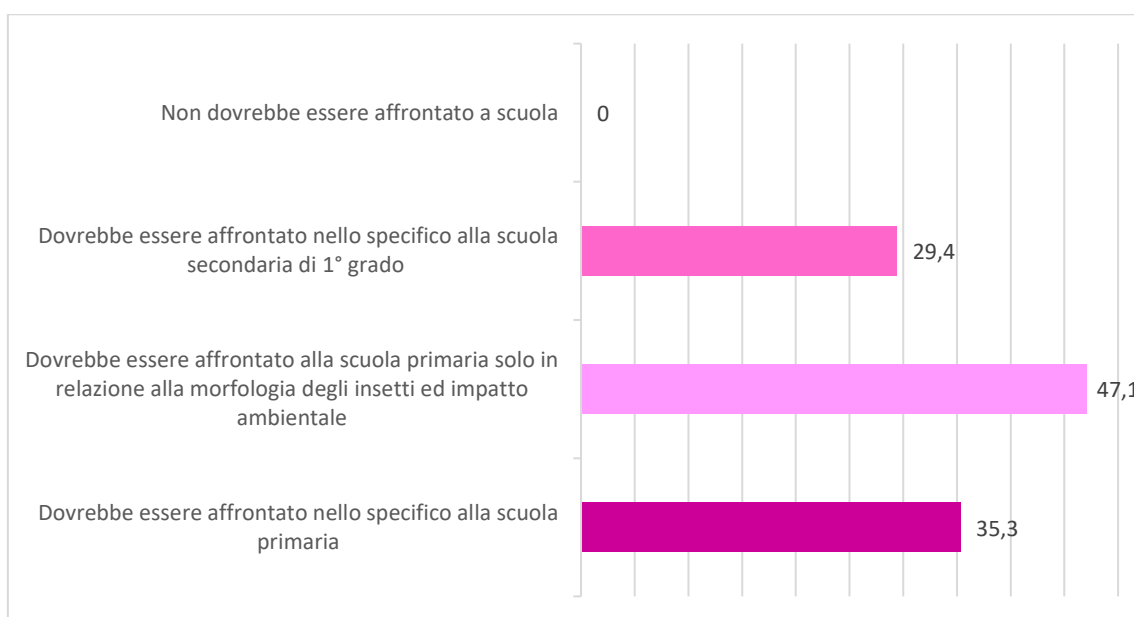 Non dovrebbe essere affrontato a scuola
0
Dovrebbe essere affrontato nello specifico alla scuola
secondaria di 1° grado
29,4
Dovrebbe essere affrontato alla scuola primaria solo in
relazione alla morfologia degli insetti ed impatto
ambientale
47,1
Dovrebbe essere affrontato nello specifico alla scuola
primaria
35,3